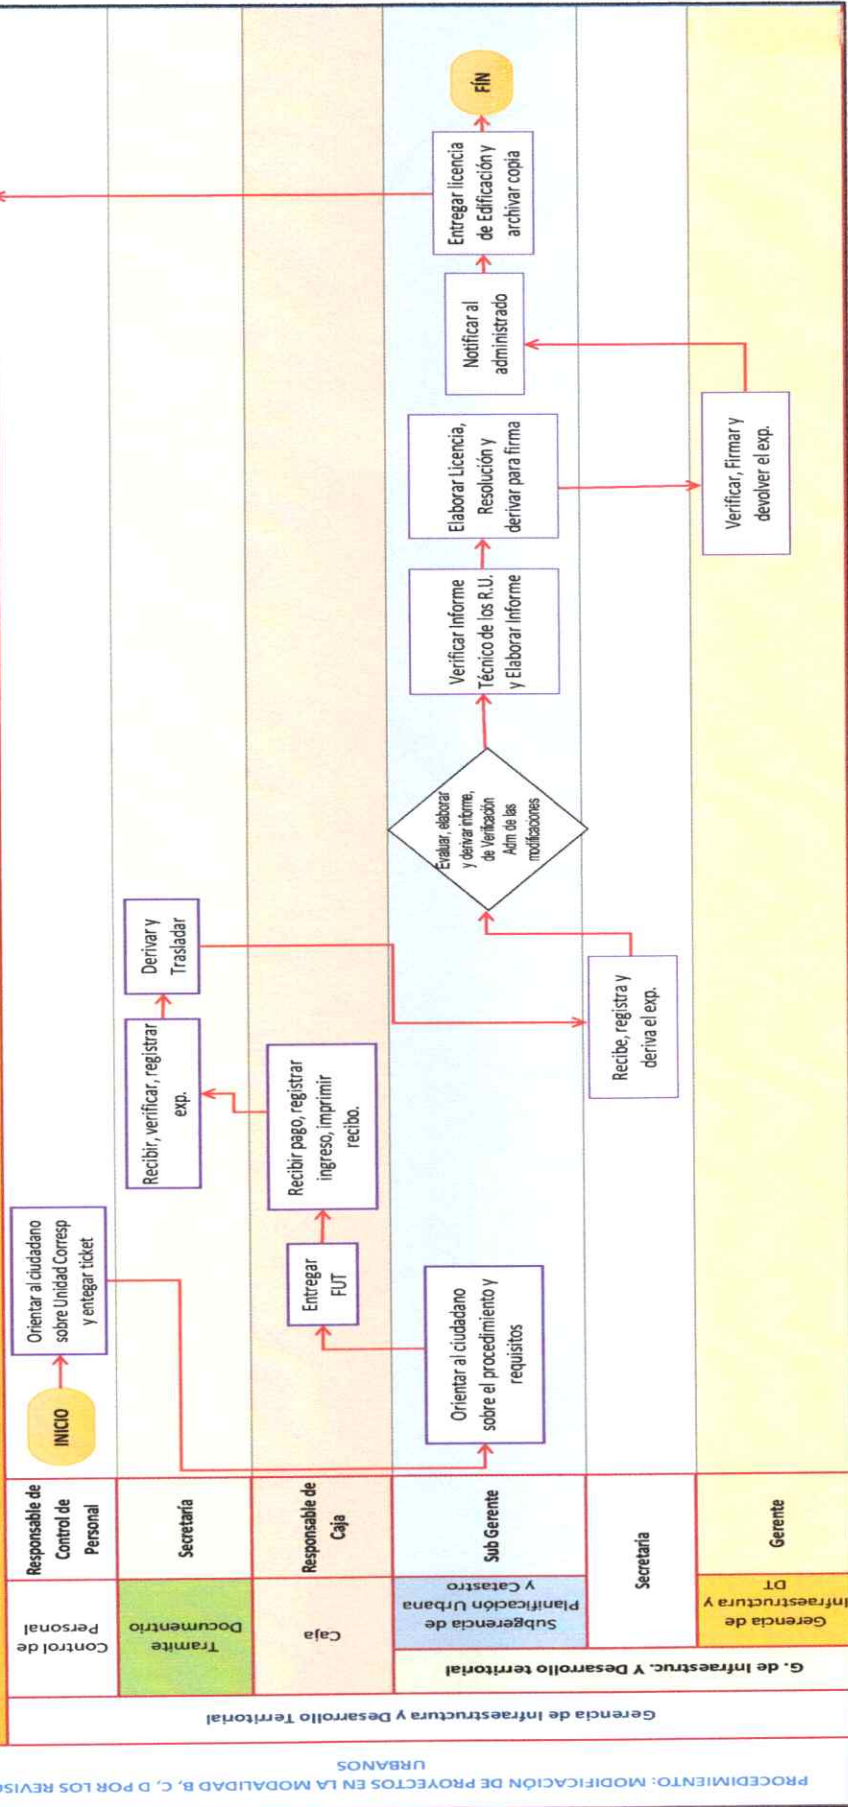 PROCEDIMIENTO: MODIFICACIÓN DE PROYECTOS EN LA MODALIDAD B, C, D POR LOS
URBANOS
Gerencia de Infraestructura y Desarrollo Territorial
G. de Infraestruc. Y Desarrollo territorial
Control de
Personal
Responsable de
Control de
Personal
INICIO
Orientar al ciudadano
sobre Unidad Corresp
y entegar ticket
Tramite
Documentrio
Secretaría
Recibir, verificar, registrar
exp.
Derivar y
Trasladar
Caja
Responsable de
Caja
Entregar
FUT
Recibir pago, registrar
ingreso, imprimir
recibo.
Subgerencia de
Planificación Urbana
y Catastro
Sub Gerente
Orientar al ciudadano
sobre el procedimiento y
requisitos
Evaluar, elaborar
y derivar informe,
de Verificación
Adm de las
modificaciones
Verificar Informe
Técnico de los R.U.
y Elaborar Informe
Elaborar Licencia,
Resolución y
derivar para firma
Notificar al
administrado
Entregar licencia
de Edificación y
archivar copia
FÍN
Secretaria
Recibe, registra y
deriva el exp.
Gerencia de
Infraestructura y
DT
Gerente
Verificar, Firmar y
devolver el exp.